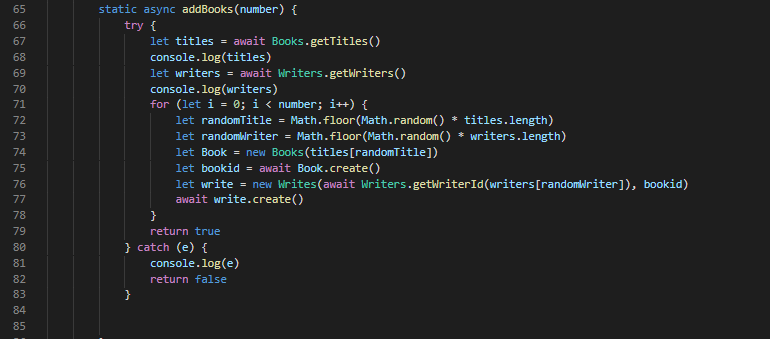 65 static async addBooks(number) {
66 try {
67 let titles = await Books.getTitles()
68 console.log(titles)
69 let writers = await Writers.getWriters()
70 console.log(writers)
71 for (let i = 0; i < number; i++) {
72 let randomTitle = Math.floor(Math.random() * titles.length)
73 let randomWriter = Math.floor(Math.random() * writers.length)
74 let Book = new Books(titles[randomTitle])
75 let bookid = await Book.create()
76 let write = new Writes(await Writers.getWriterId(writers[randomWriter]), bookid)
77 await write.create()
78 }
79 return true
80 } catch (e) {
81 console.log(e)
82 return false
83 }
84
85